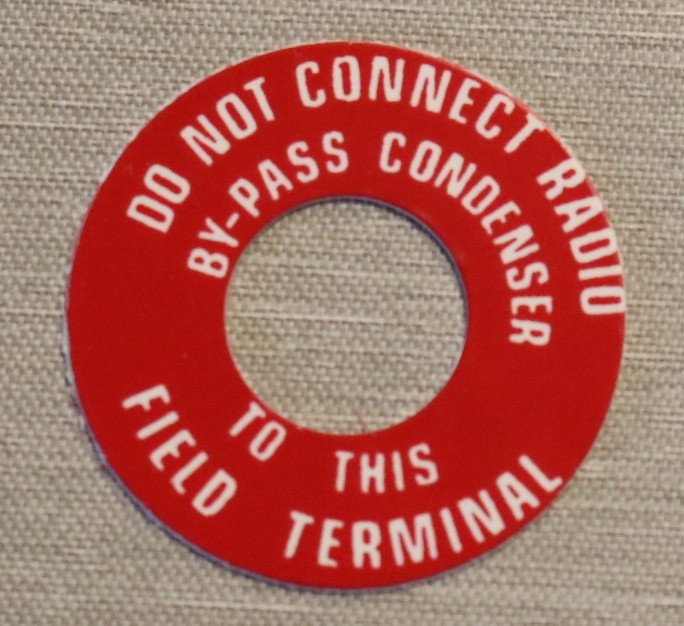 DO NOT CONNECT RADIO
BY-PASS CONDENSER
TO THIS
FIELD TERMINAL